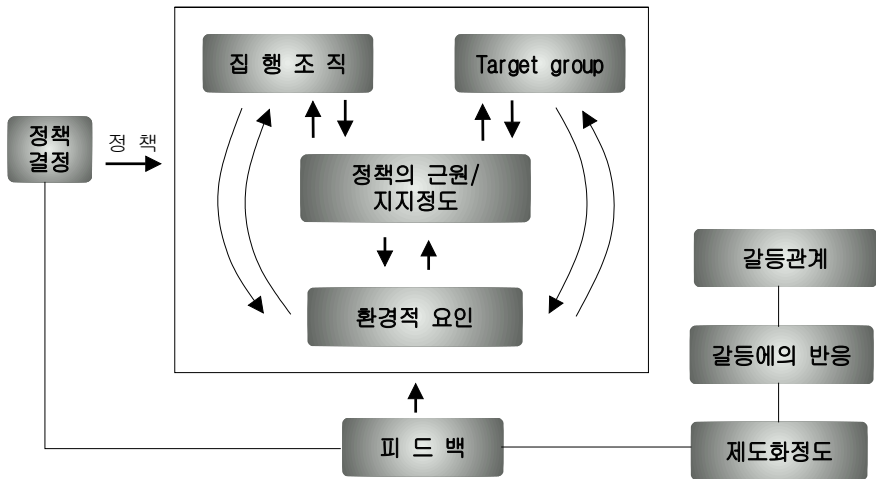 집 행 조 직
Target group
정책
결정
정 책
정책의 근원/
지지정도
갈등관계
환경적 요인
갈등에의 반응
피 드 백
제도화정도